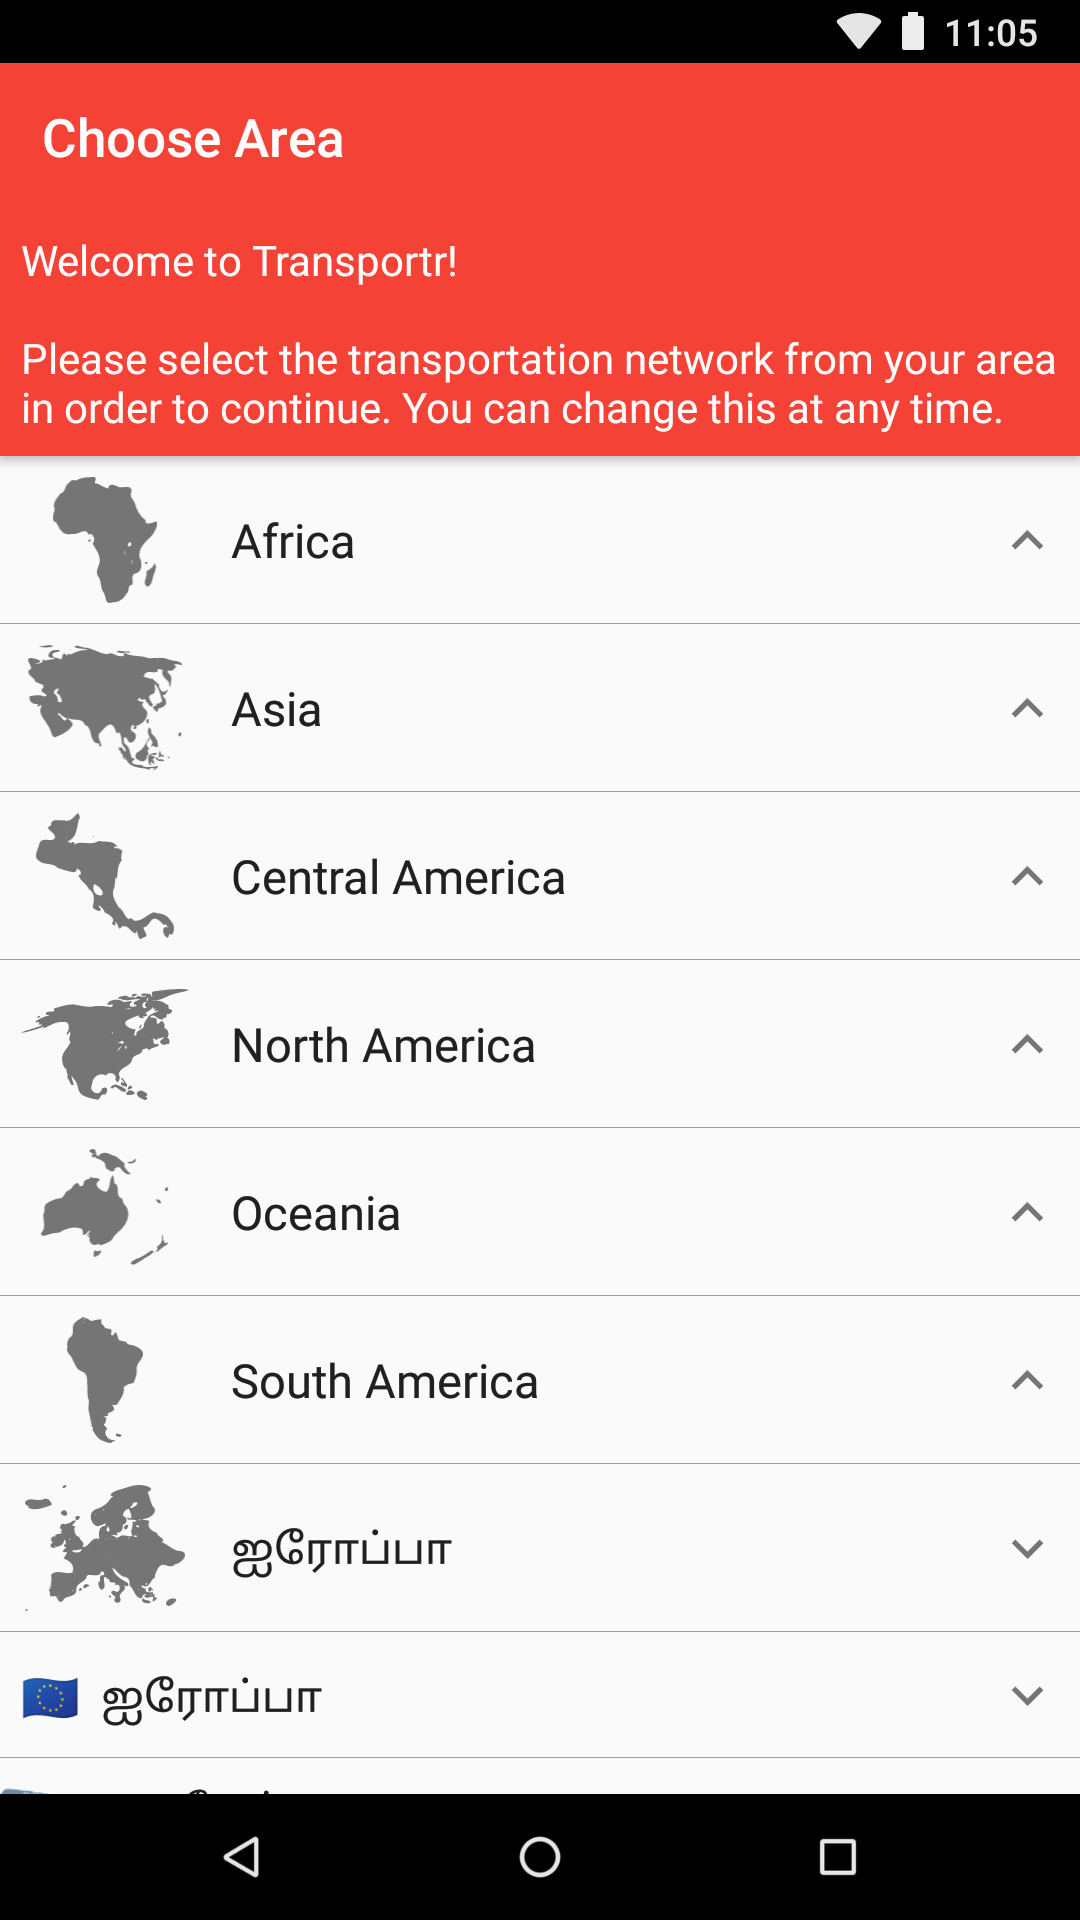 11:05
Choose Area
Welcome to Transportr!
Please select the transportation network from your area
in order to continue. You can change this at any time.
Africa
Asia
Central America
North America
Oceania
South America
ஐரோப்பா
ஐரோப்பா